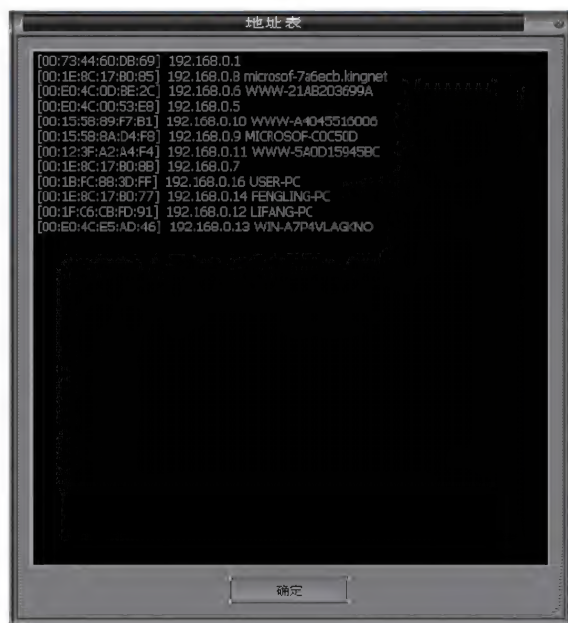 地址表
[00:73:44:60:DB:69] 192.168.0.1
[00:1E:8C:17:B0:85] 192.168.0.8 microsof-7a6ecb.kingnet
[00:E0:4C:0D:BE:2C] 192.168.0.6 WWW-21AB203699A
[00:E0:4C:00:53:E8] 192.168.0.5
[00:15:58:89:F7:B1] 192.168.0.10 WWW-A4045516006
[00:15:58:8A:D4:F8] 192.168.0.9 MICROSOF-C0C50D
[00:12:3F:A2:A4:F4] 192.168.0.11 WWW-5A0D15945BC
[00:1E:8C:17:B0:8B] 192.168.0.7
[00:1B:FC:88:3D:FF] 192.168.0.16 USER-PC
[00:1E:8C:17:B0:77] 192.168.0.14 FENGLING-PC
[00:1F:C6:CB:FD:91] 192.168.0.12 LIFANG-PC
[00:E0:4C:E5:AD:46] 192.168.0.13 WIN-A7P4VLAGKNO
确定